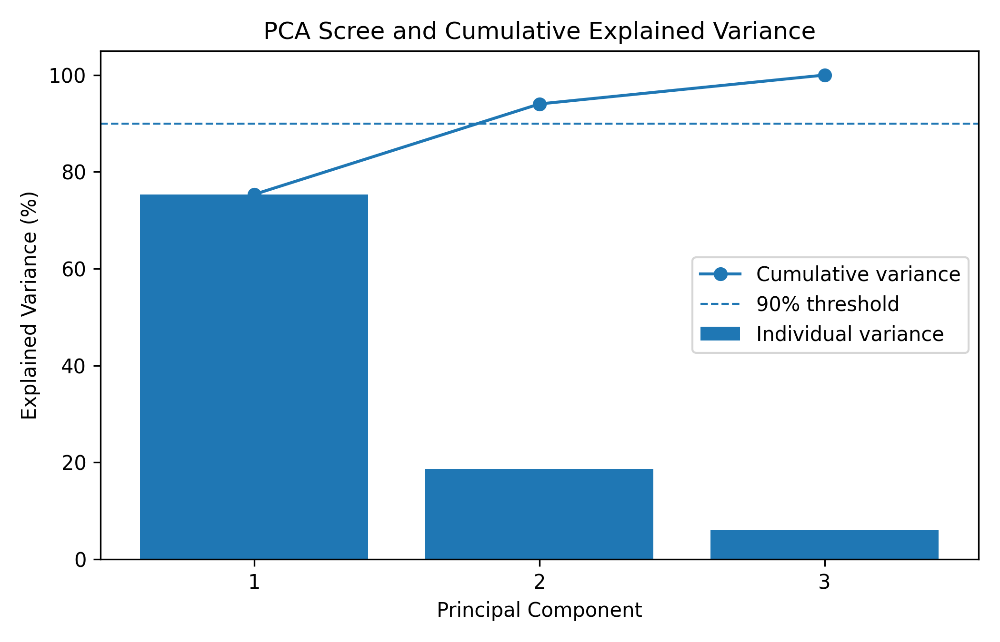 PCA Scree and Cumulative Explained Variance
Explained Variance (%)
100
80
60
40
20
0
Cumulative variance
90% threshold
Individual variance
1 2 3
Principal Component